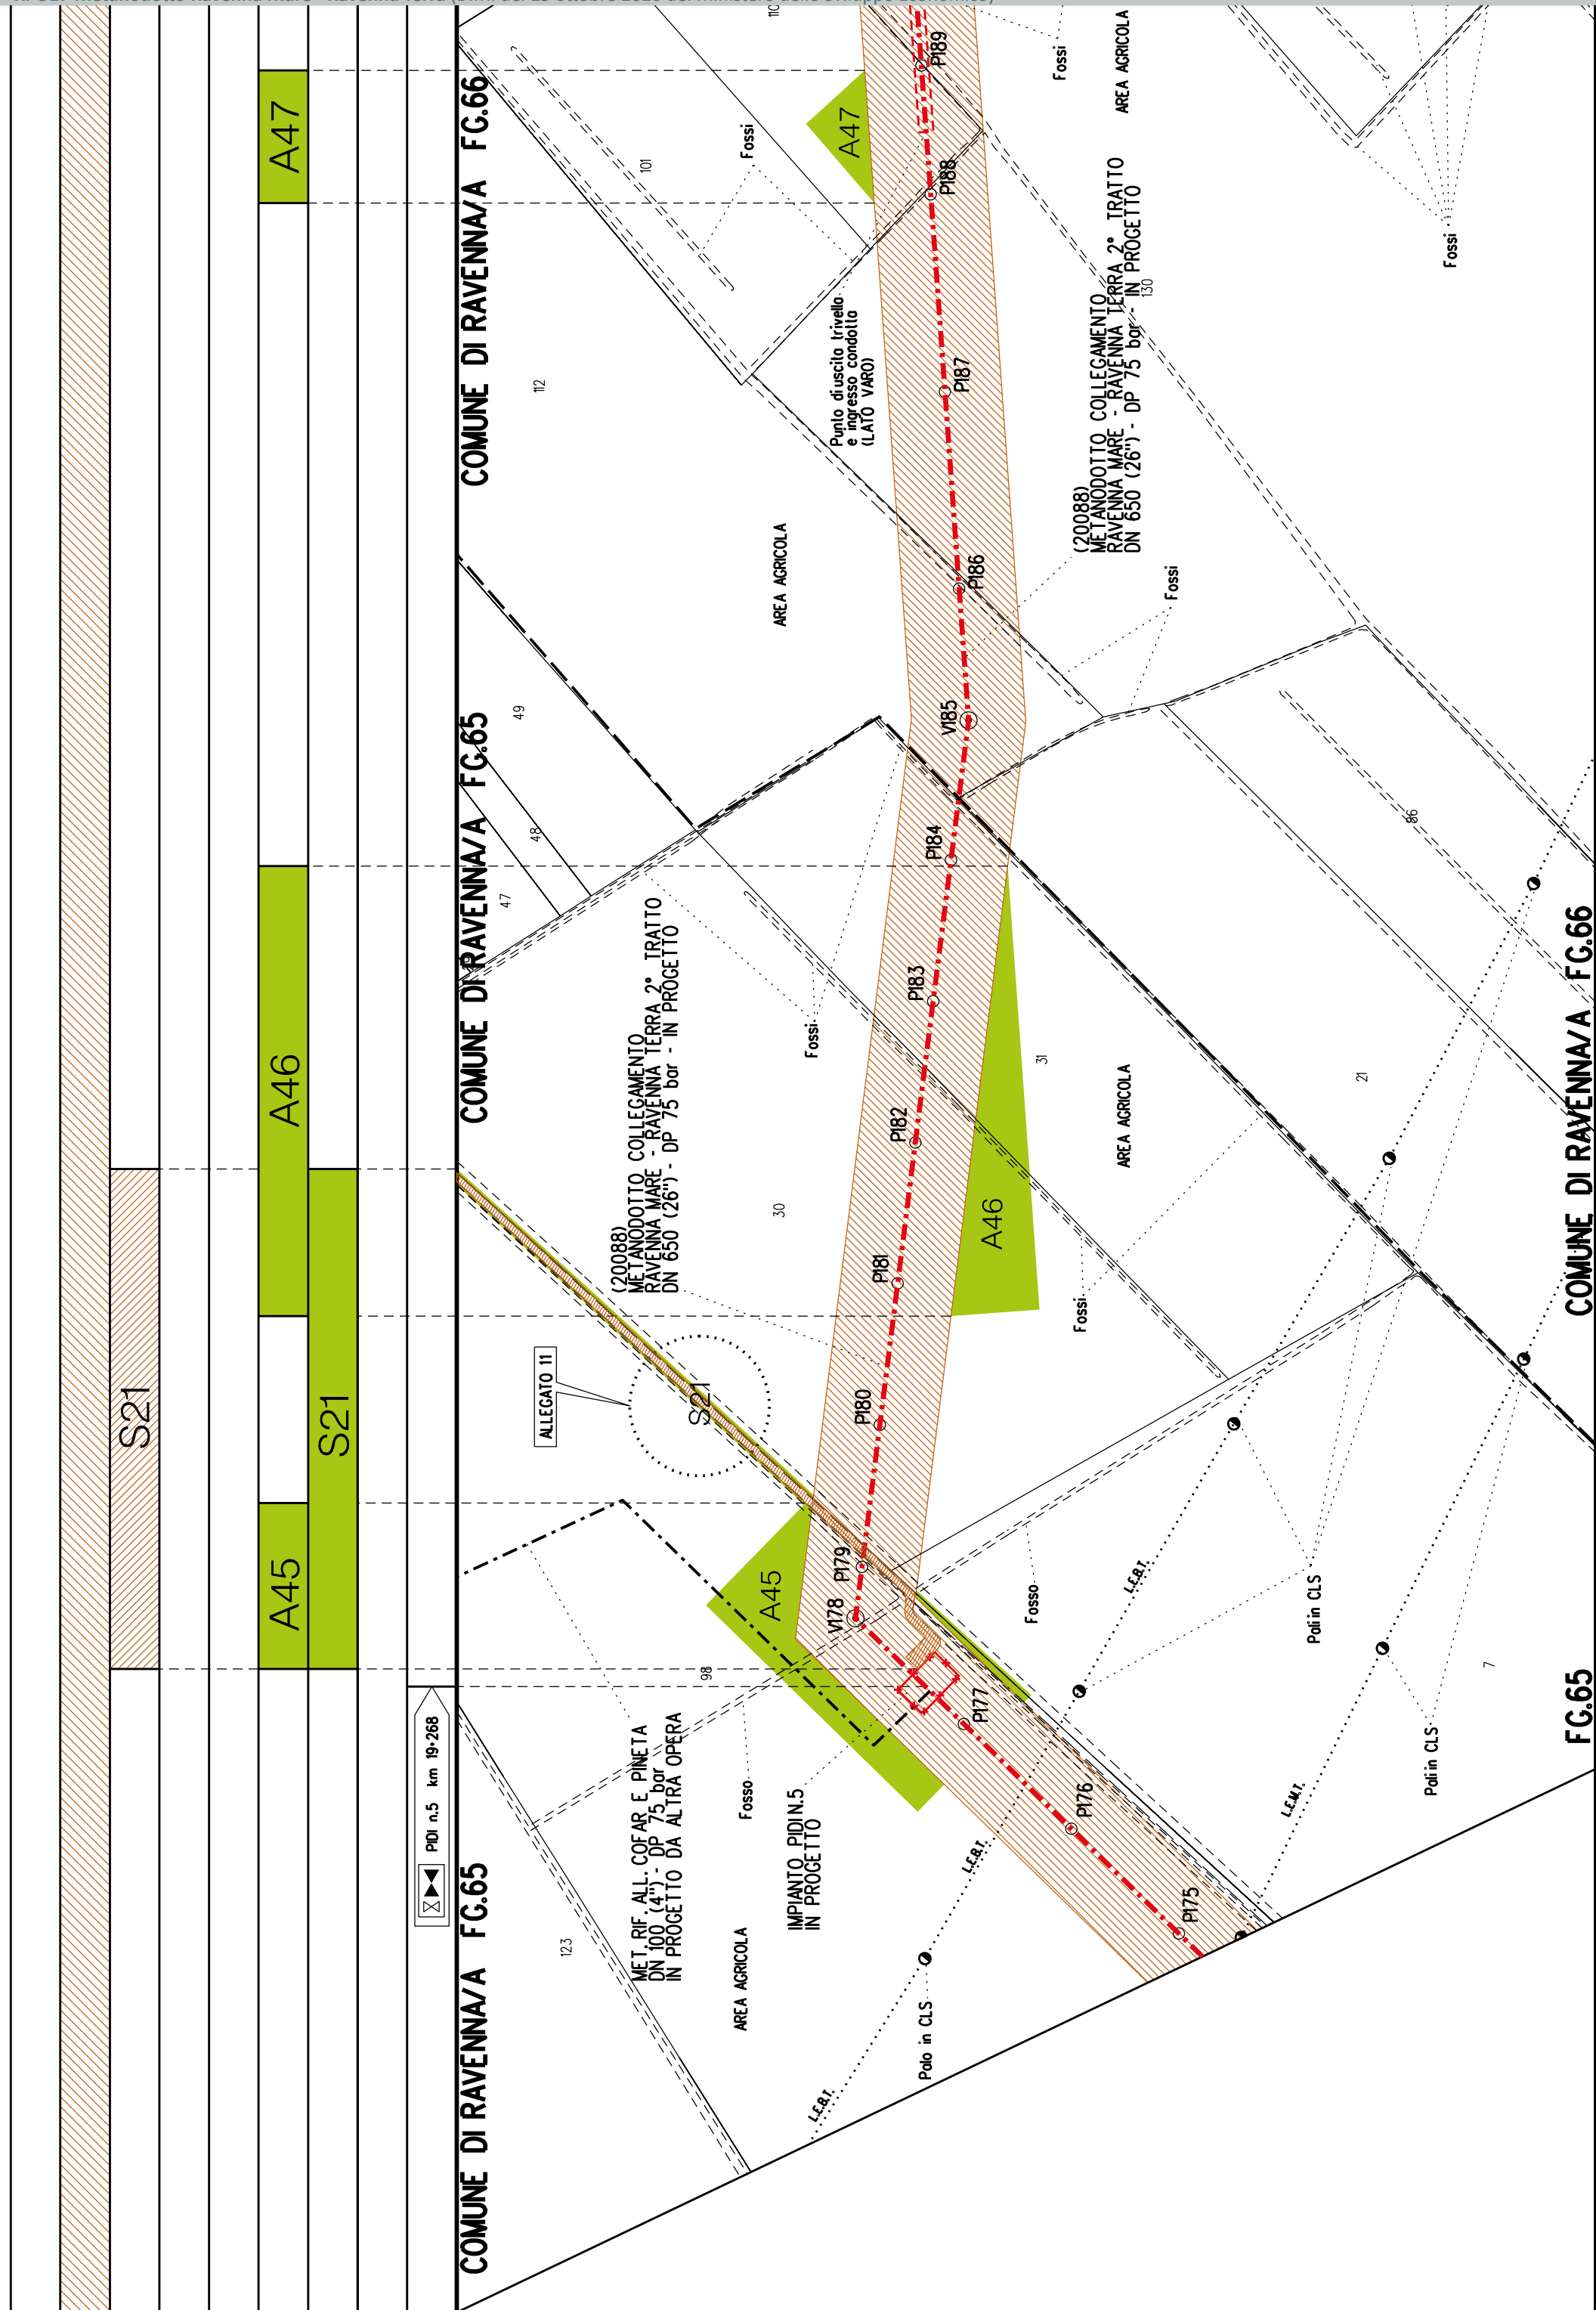 A47
A46
A45
S21
S21
PIDI n.5 km 19+268
COMUNE DI RAVENNA/A FG.66
COMUNE DI RAVENNA/A FG.65
COMUNE DI RAVENNA/A FG.65
COMUNE DI RAVENNA/A FG.66
FG.65
110
101
112
49
48
47
30
31
21
86
130
98
123
7
Fossi
Fossi
Fossi
Fossi
Fossi
Fossi
Fosso
Fosso
AREA AGRICOLA
AREA AGRICOLA
AREA AGRICOLA
AREA AGRICOLA
A47
A46
A45
S21
ALLEGATO 11
Punto di uscita trivella
e ingresso condotta
(LATO VARO)
(20088)
METANODOTTO COLLEGAMENTO
RAVENNA MARE - RAVENNA TERRA 2° TRATTO
DN 650 (26") - DP 75 bar - IN PROGETTO
(20088)
METANODOTTO COLLEGAMENTO
RAVENNA MARE - RAVENNA TERRA 2° TRATTO
DN 650 (26") - DP 75 bar - IN PROGETTO
MET. RIF. ALL. COFAR E PINETA
DN 100 (4") - DP 75 bar
IN PROGETTO DA ALTRA OPERA
IMPIANTO PIDI N.5
IN PROGETTO
P175
P176
P177
V178
P179
P180
P181
P182
P183
P184
V185
P186
P187
P188
P189
L.E.B.T.
L.E.B.T.
L.E.B.T.
L.E.M.T.
Palo in CLS
Pali in CLS
Pali in CLS